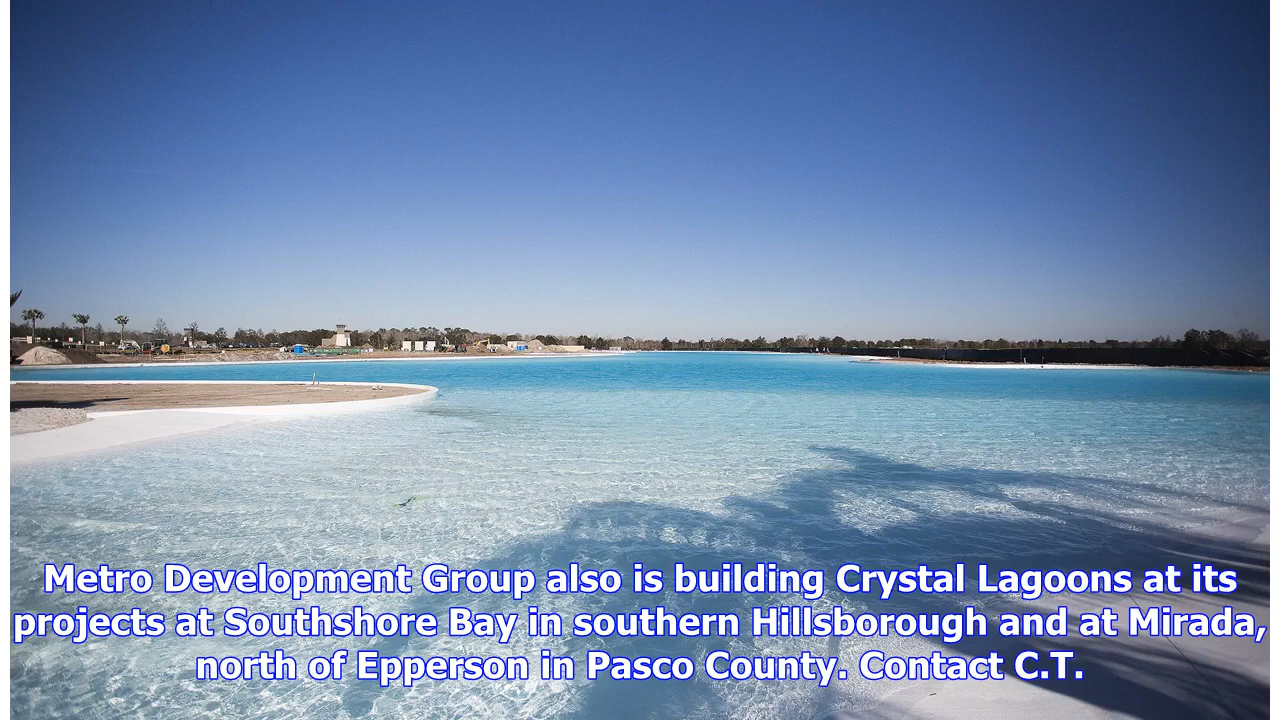 Metro Development Group also is building Crystal Lagoons at its
projects at Southshore Bay in southern Hillsborough and at Mirada,
north of Epperson in Pasco County. Contact C.T.